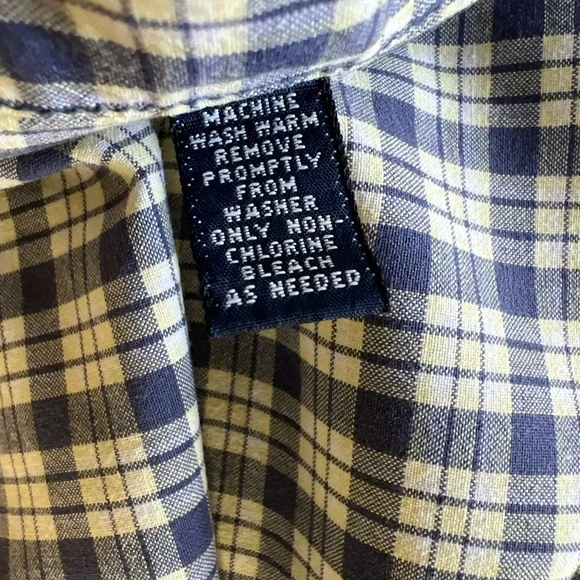 MACHINE
WASH WARM
REMOVE
PROMPTLY
FROM
WASHER
ONLY NON-
CHLORINE
BLEACH
AS NEEDED